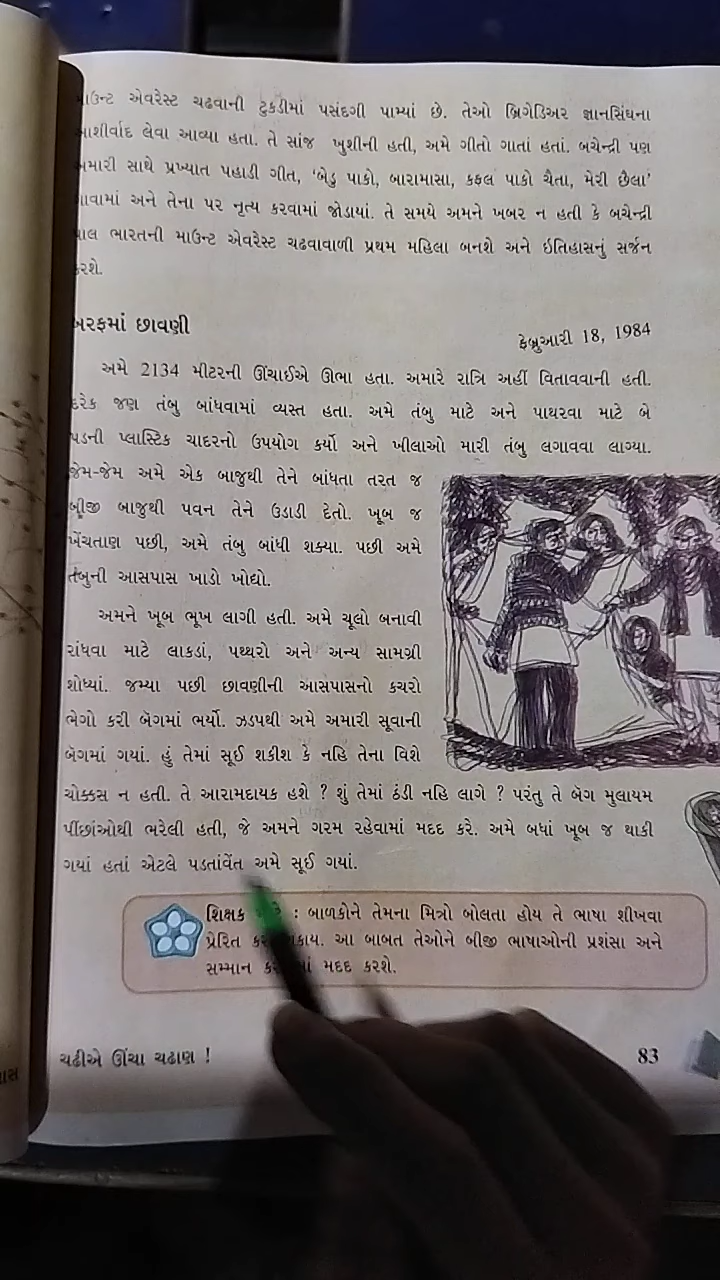 માઉન્ટ એવરેસ્ટ ચઢવાની ટુકડીમાં પસંદગી પામ્યાં છે. તેઓ બ્રિગેડિઅર જ્ઞાનસિંઘના
આશીર્વાદ લેવા આવ્યા હતા. તે સાંજ ખુશીની હતી, અમે ગીતો ગાતાં હતાં. બચેન્દ્રી પણ
અમારી સાથે પ્રખ્યાત પહાડી ગીત, ‘બેડુ પાકો, બારામાસા, કફલ પાકો ચૈતા, મેરી છૈલા’
ગાવામાં અને તેના પર નૃત્ય કરવામાં જોડાયાં. તે સમયે અમને ખબર ન હતી કે બચેન્દ્રી
પાલ ભારતની માઉન્ટ એવરેસ્ટ ચઢવાવાળી પ્રથમ મહિલા બનશે અને ઇતિહાસનું સર્જન
કરશે.
બરફમાં છાવણી
ફેબ્રુઆરી 18, 1984
અમે 2134 મીટરની ઊંચાઈએ ઊભા હતા. અમારે રાત્રિ અહીં વિતાવવાની હતી.
દરેક જણ તંબુ બાંધવામાં વ્યસ્ત હતા. અમે તંબુ માટે અને પાથરવા માટે બે
પડની પ્લાસ્ટિક ચાદરનો ઉપયોગ કર્યો અને ખીલાઓ મારી તંબુ લગાવવા લાગ્યા.
જેમ-જેમ અમે એક બાજુથી તેને બાંધતા તરત જ
બીજી બાજુથી પવન તેને ઉડાડી દેતો. ખૂબ જ
ખેંચતાણ પછી, અમે તંબુ બાંધી શક્યા. પછી અમે
તંબુની આસપાસ ખાડો ખોદ્યો.
અમને ખૂબ ભૂખ લાગી હતી. અમે ચૂલો બનાવી
રાંધવા માટે લાકડાં, પથ્થરો અને અન્ય સામગ્રી
શોધ્યાં. જમ્યા પછી છાવણીની આસપાસનો કચરો
ભેગો કરી બૅગમાં ભર્યો. ઝડપથી અમે અમારી સૂવાની
બૅગમાં ગયાં. હું તેમાં સૂઈ શકીશ કે નહિ તેના વિશે
ચોક્કસ ન હતી. તે આરામદાયક હશે ? શું તેમાં ઠંડી નહિ લાગે ? પરંતુ તે બૅગ મુલાયમ
પીંછાંઓથી ભરેલી હતી, જે અમને ગરમ રહેવામાં મદદ કરે. અમે બધાં ખૂબ જ થાકી
ગયાં હતાં એટલે પડતાંવેંત અમે સૂઈ ગયાં.
શિક્ષક : બાળકોને તેમના મિત્રો બોલતા હોય તે ભાષા શીખવા
પ્રેરિત આ બાબત તેઓને બીજી ભાષાઓની પ્રશંસા અને
સમ્માન મદદ કરશે.
ચઢીએ ઊંચા ચઢાણ !
83